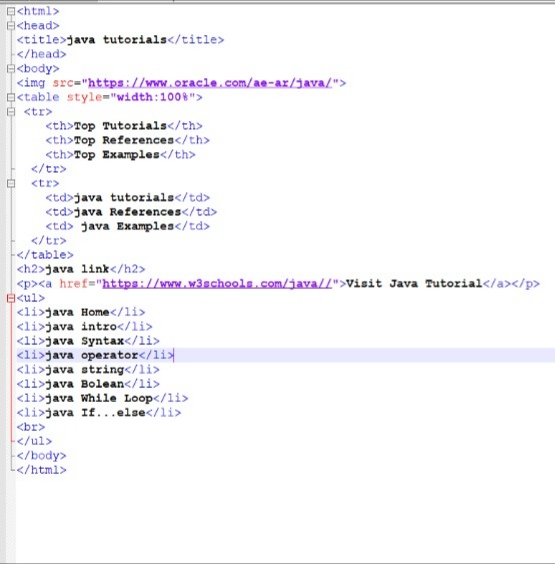 <html>
<head>
<title>java tutorials</title>
</head>
<body>
<img src="https://www.oracle.com/ae-ar/java/">
<table style="width:100%">
<tr>
<th>Top Tutorials</th>
<th>Top References</th>
<th>Top Examples</th>
</tr>
<tr>
<td>java tutorials</td>
<td>java References</td>
<td> java Examples</td>
</tr>
</table>
<h2>java link</h2>
<p><a href="https://www.w3schools.com/java//">Visit Java Tutorial</a></p>
<ul>
<li>java Home</li>
<li>java intro</li>
<li>java Syntax</li>
<li>java operator</li>
<li>java string</li>
<li>java Bolean</li>
<li>java While Loop</li>
<li>java If...else</li>
<br>
</ul>
</body>
</html>